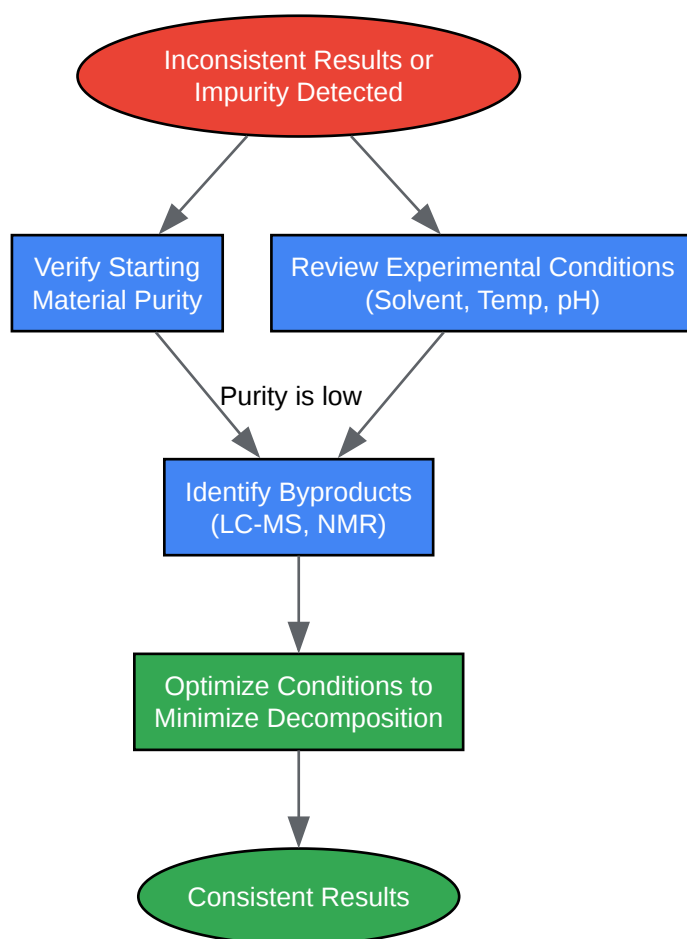 Inconsistent Results or
Impurity Detected
Verify Starting
Material Purity
Review Experimental Conditions
(Solvent, Temp, pH)
Purity is low
Identify Byproducts
(LC-MS, NMR)
Optimize Conditions to
Minimize Decomposition
Consistent Results